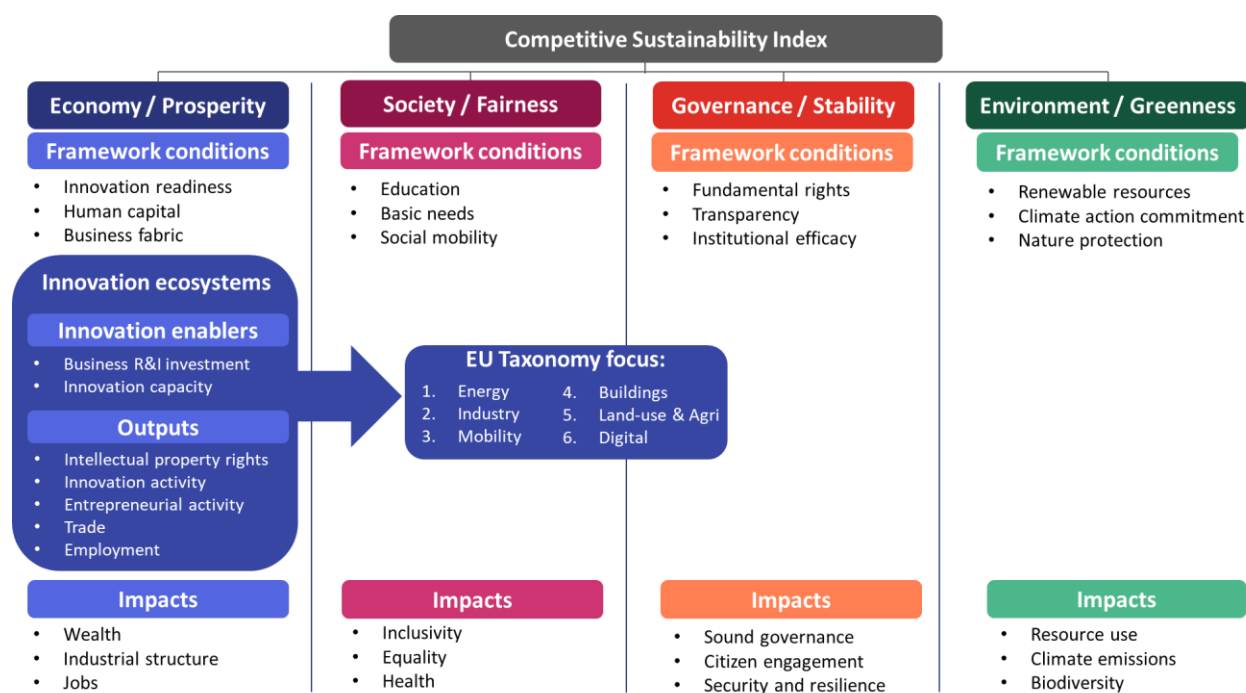 Competitive Sustainability Index
Economy / Prosperity
Framework conditions
• Innovation readiness
• Human capital
• Business fabric
Innovation ecosystems
Innovation enablers
• Business R&I investment
• Innovation capacity
Outputs
• Intellectual property rights
• Innovation activity
• Entrepreneurial activity
• Trade
• Employment
Impacts
• Wealth
• Industrial structure
• Jobs
Society / Fairness
Framework conditions
• Education
• Basic needs
• Social mobility
EU Taxonomy focus:
1. Energy
2. Industry
3. Mobility
4. Buildings
5. Land-use & Agri
6. Digital
Impacts
• Inclusivity
• Equality
• Health
Governance / Stability
Framework conditions
• Fundamental rights
• Transparency
• Institutional efficacy
Impacts
• Sound governance
• Citizen engagement
• Security and resilience
Environment / Greenness
Framework conditions
• Renewable resources
• Climate action commitment
• Nature protection
Impacts
• Resource use
• Climate emissions
• Biodiversity